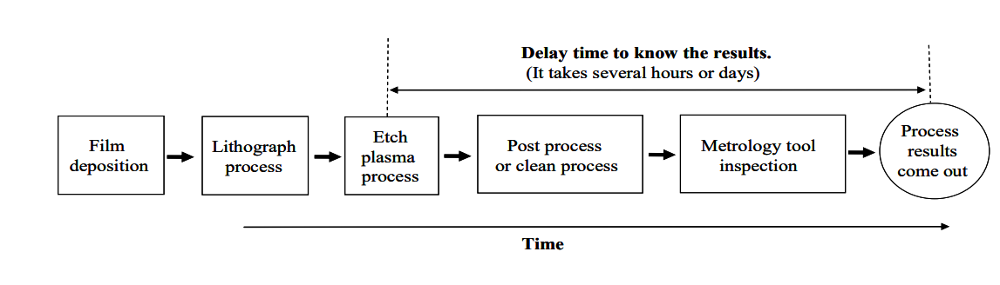 Delay time to know the results.
(It takes several hours or days)
Film
deposition
Lithograph
process
Etch
plasma
process
Post process
or clean process
Metrology tool
inspection
Process
results
come out
Time